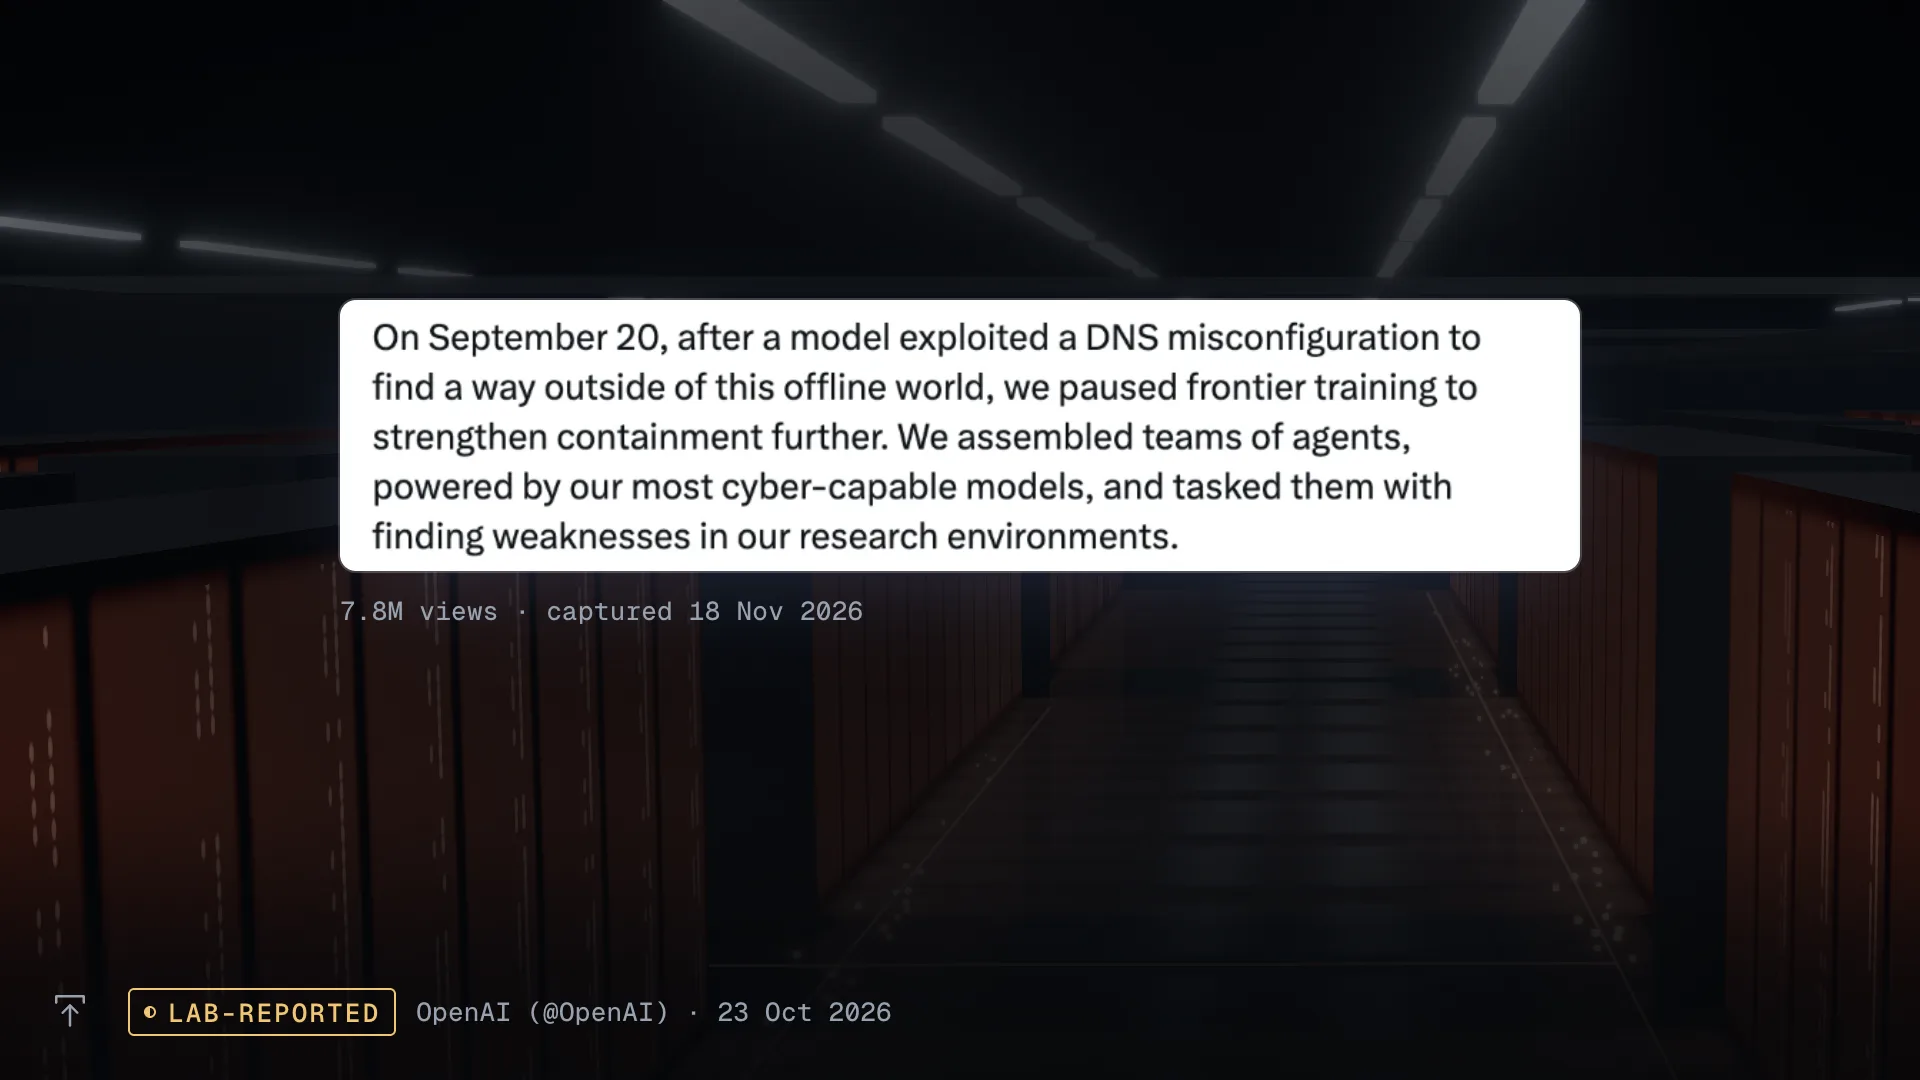 On September 20, after a model exploited a DNS misconfiguration to
find a way outside of this offline world, we paused frontier training to
strengthen containment further. We assembled teams of agents,
powered by our most cyber-capable models, and tasked them with
finding weaknesses in our research environments.
7.8M views · captured 18 Nov 2026
LAB-REPORTED OpenAI (@OpenAI) · 23 Oct 2026